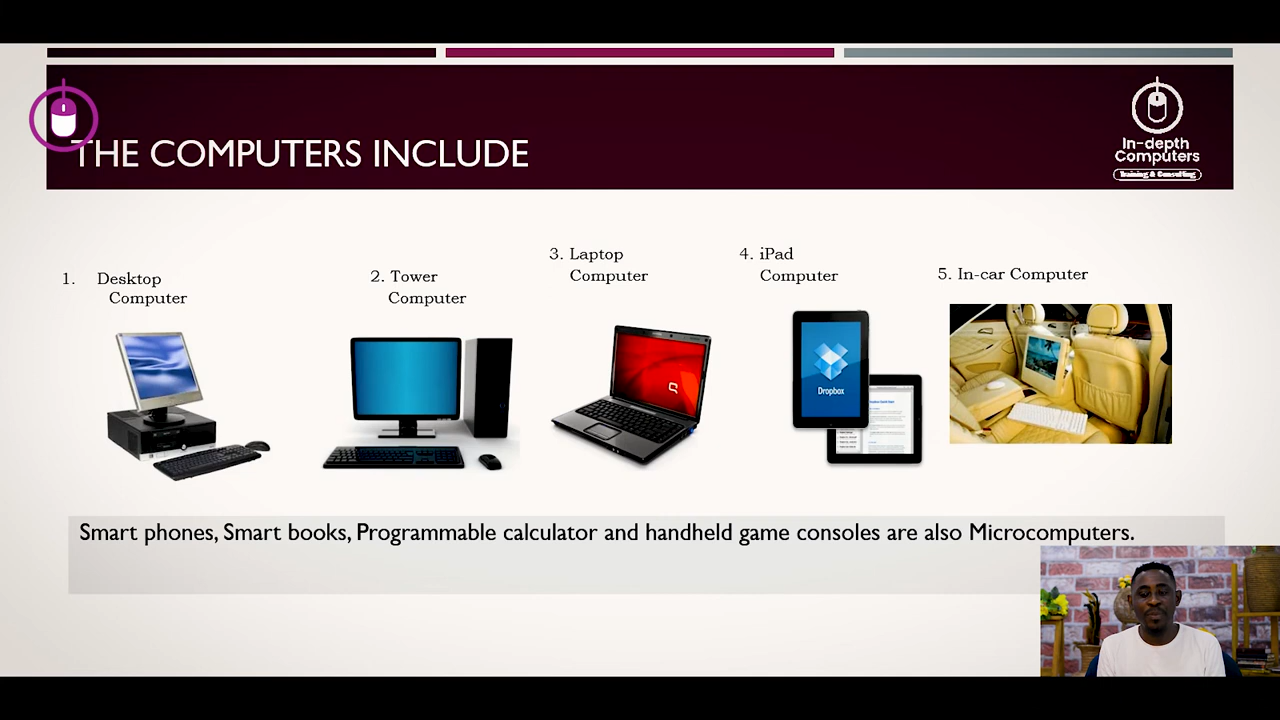 THE COMPUTERS INCLUDE
In-depth
Computers
Training & Consulting
1. Desktop
Computer
2. Tower
Computer
3. Laptop
Computer
4. iPad
Computer
5. In-car Computer
Dropbox
Smart phones, Smart books, Programmable calculator and handheld game consoles are also Microcomputers.